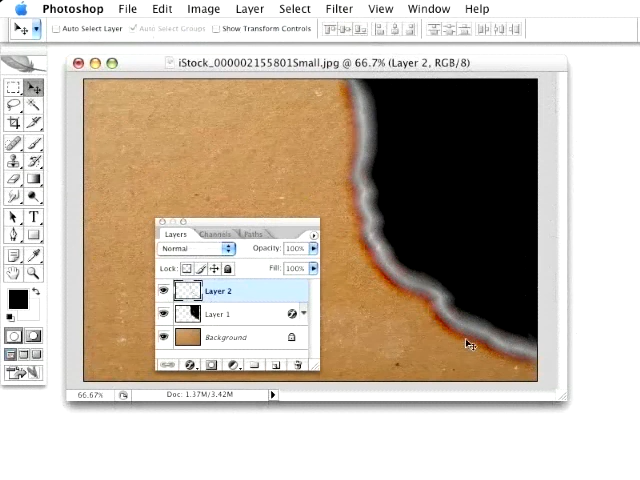 Photoshop File Edit Image Layer Select Filter View Window Help
Auto Select Layer Auto Select Groups Show Transform Controls
iStock_000002155801Small.jpg @ 66.7% (Layer 2, RGB/8)
Layers Channels Paths
Normal Opacity: 100%
Lock: Fill: 100%
Layer 2
Layer 1
Background
T
66.67% Doc: 1.37M/3.42M